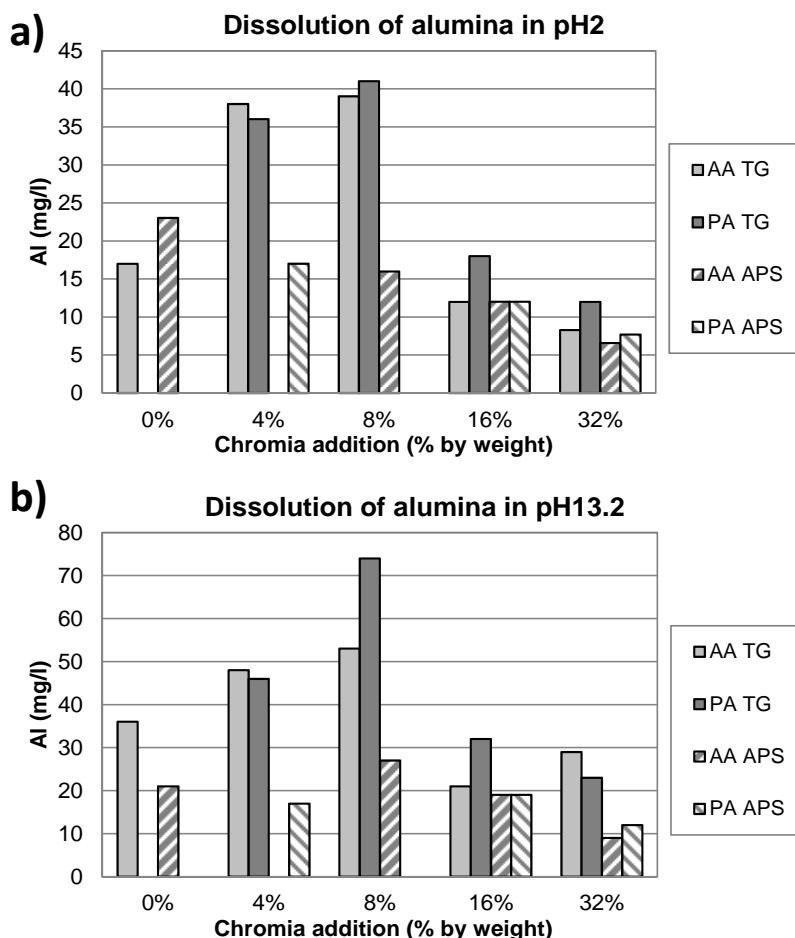 a)
Dissolution of alumina in pH2
45
40
35
30
25
20
15
10
5
0
Al (mg/l)
0% 4% 8% 16% 32%
Chromia addition (% by weight)
AA TG
PA TG
AA APS
PA APS
b)
Dissolution of alumina in pH13.2
80
70
60
50
40
30
20
10
0
Al (mg/l)
0% 4% 8% 16% 32%
Chromia addition (% by weight)
AA TG
PA TG
AA APS
PA APS